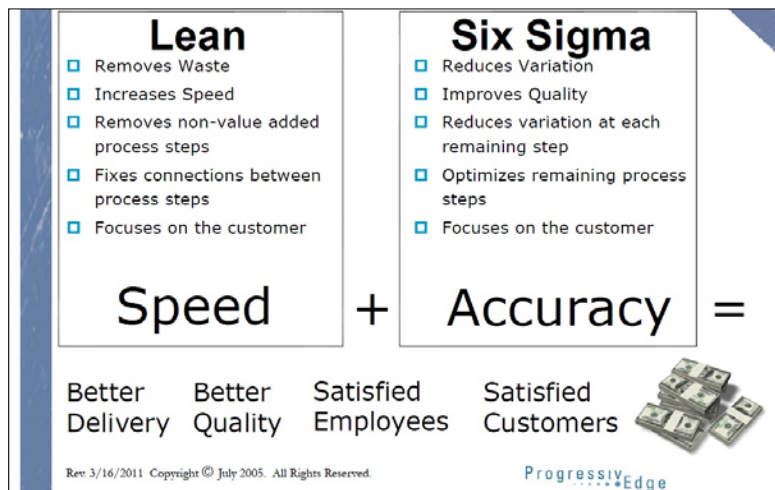 Lean
Removes Waste
Increases Speed
Removes non-value added
process steps
Fixes connections between
process steps
Focuses on the customer
Speed
+
Six Sigma
Reduces Variation
Improves Quality
Reduces variation at each
remaining step
Optimizes remaining process
steps
Focuses on the customer
Accuracy
=
Better
Delivery
Better
Quality
Satisfied
Employees
Satisfied
Customers
Rev. 3/16/2011 Copyright © July 2005. All Rights Reserved.
ProgressivEdge